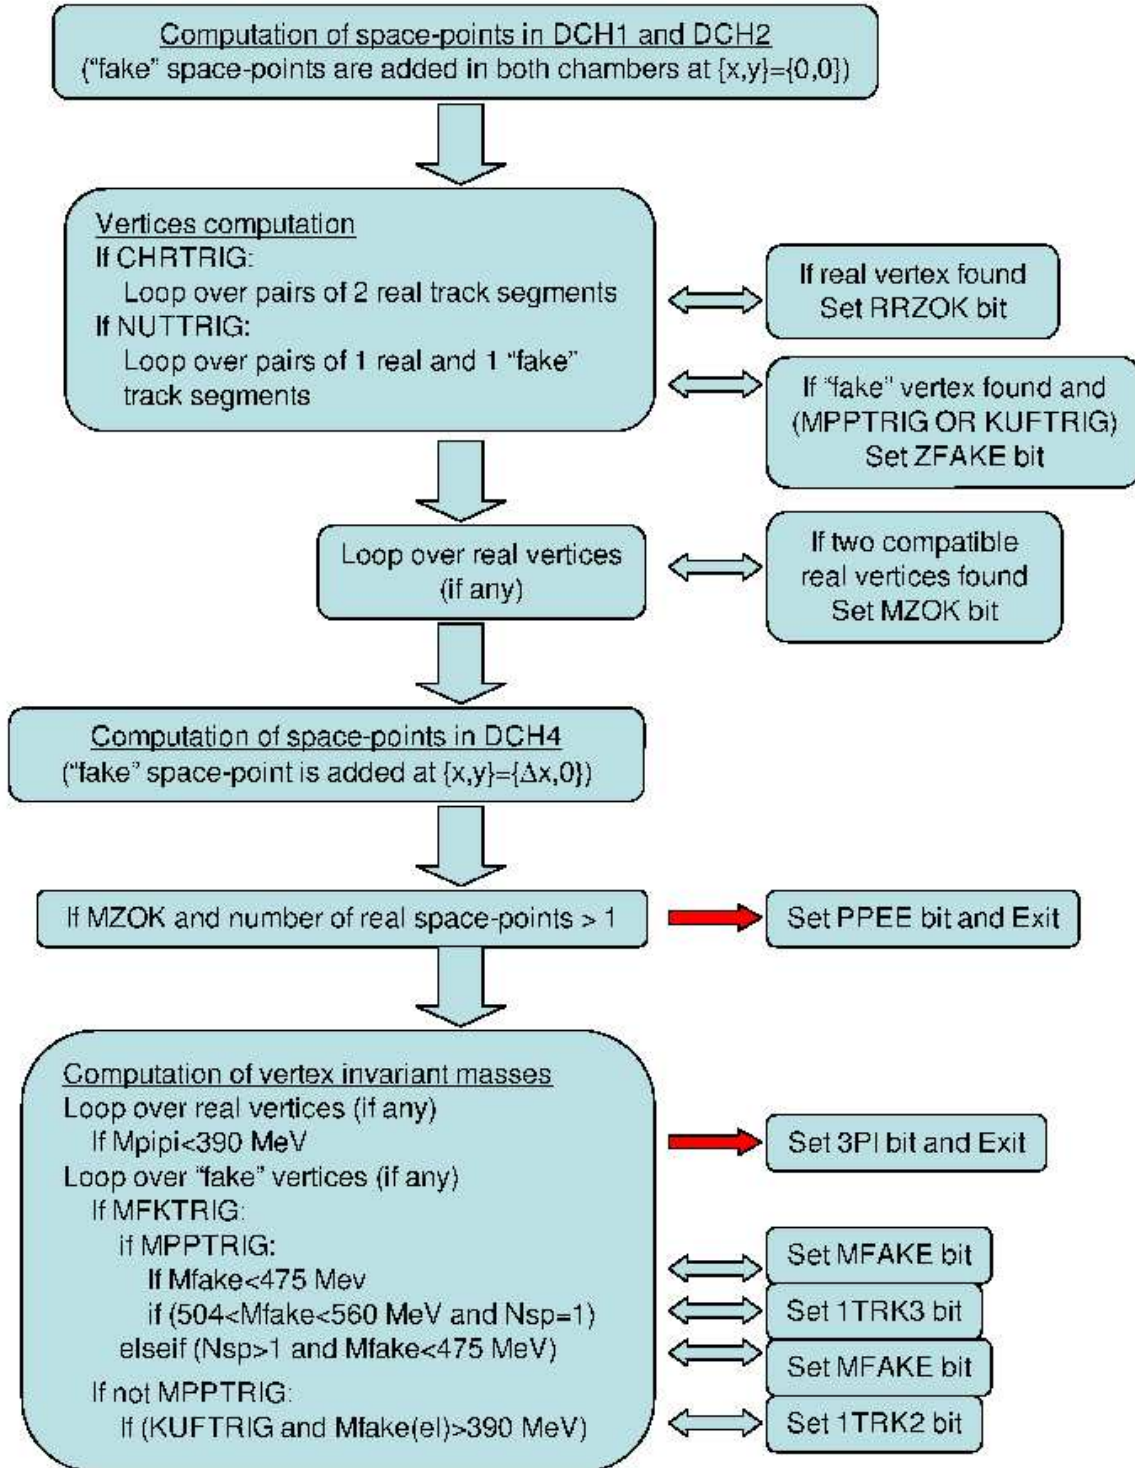 Computation of space-points in DCH1 and DCH2
("fake" space-points are added in both chambers at {x,y}={0,0})
Vertices computation
If CHRTRIG:
Loop over pairs of 2 real track segments
If NUTTRIG:
Loop over pairs of 1 real and 1 "fake"
track segments
If real vertex found
Set RRZOK bit
If "fake" vertex found and
(MPPTRIG OR KUFTRIG)
Set ZFAKE bit
Loop over real vertices
(if any)
If two compatible
real vertices found
Set MZOK bit
Computation of space-points in DCH4
("fake" space-point is added at {x,y}={Δx,0})
If MZOK and number of real space-points > 1
Set PPEE bit and Exit
Computation of vertex invariant masses
Loop over real vertices (if any)
If Mpipi<390 MeV
Set 3PI bit and Exit
Loop over "fake" vertices (if any)
If MFKTRIG:
if MPPTRIG:
If Mfake<475 Mev
Set MFAKE bit
if (504<Mfake<560 MeV and Nsp=1)
Set 1TRK3 bit
elseif (Nsp>1 and Mfake<475 MeV)
Set MFAKE bit
If not MPPTRIG:
If (KUFTRIG and Mfake(el)>390 MeV)
Set 1TRK2 bit